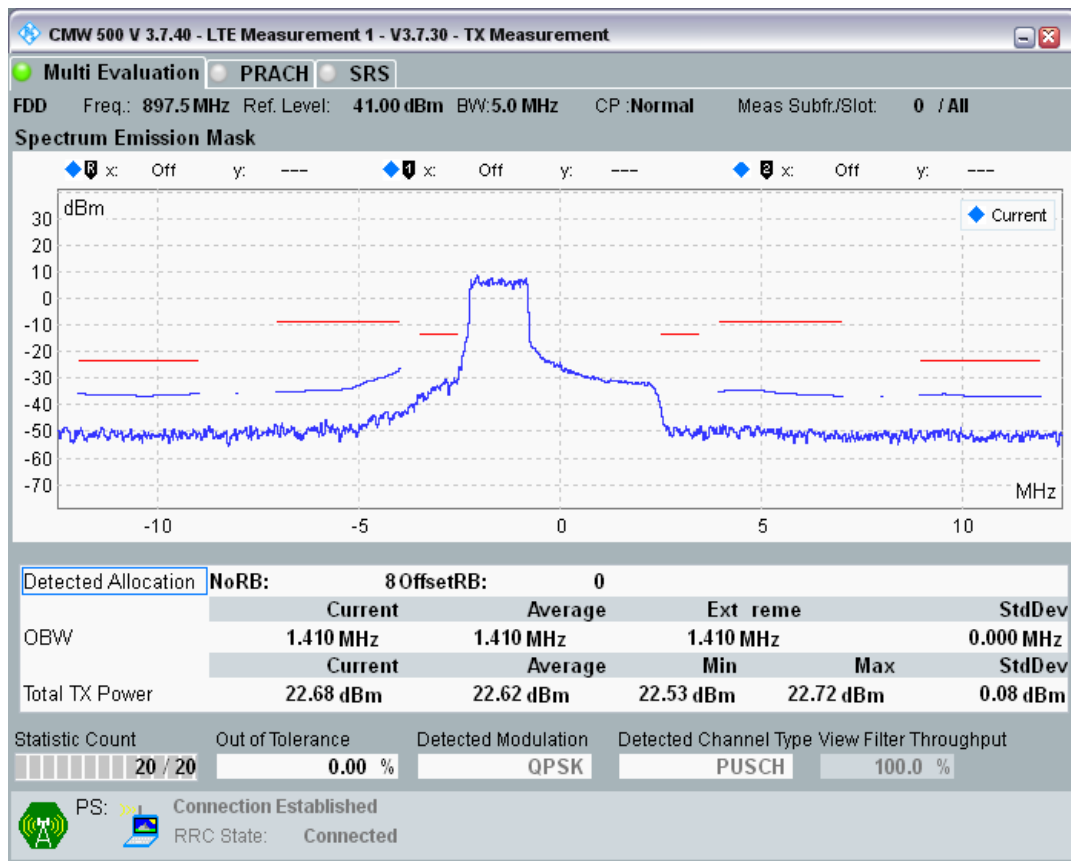 CMW 500 V 3.7.40 - LTE Measurement 1 - V3.7.30 - TX Measurement
Multi Evaluation PRACH SRS
FDD Freq.: 897.5 MHz Ref. Level: 41.00 dBm BW:5.0 MHz CP :Normal Meas Subfr./Slot: 0 / All
Spectrum Emission Mask
R x: Off y: --- 1 x: Off y: --- 2 x: Off y: ---
dBm
Current
30
20
10
0
-10
-20
-30
-40
-50
-60
-70
MHz
-10 -5 0 5 10
Detected Allocation NoRB: 8 OffsetRB: 0
Current Average Ext reme StdDev
OBW 1.410 MHz 1.410 MHz 1.410 MHz 0.000 MHz
Current Average Min Max StdDev
Total TX Power 22.68 dBm 22.62 dBm 22.53 dBm 22.72 dBm 0.08 dBm
Statistic Count Out of Tolerance Detected Modulation Detected Channel Type View Filter Throughput
20 / 20 0.00 % QPSK PUSCH 100.0 %
PS: Connection Established
RRC State: Connected